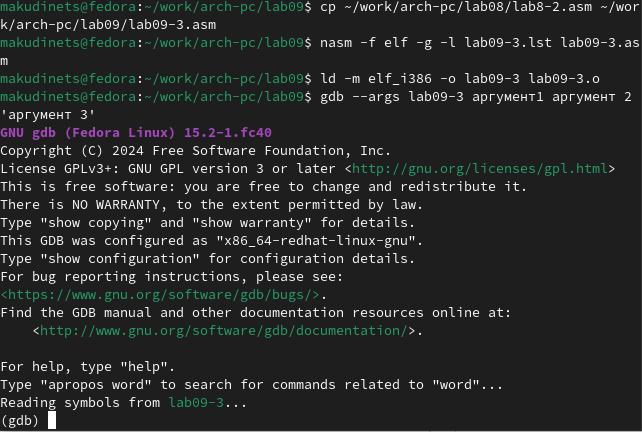 makudinets@fedora:~/work/arch-pc/lab09$ cp ~/work/arch-pc/lab08/lab8-2.asm ~/wor
k/arch-pc/lab09/lab09-3.asm
makudinets@fedora:~/work/arch-pc/lab09$ nasm -f elf -g -l lab09-3.lst lab09-3.as
m
makudinets@fedora:~/work/arch-pc/lab09$ ld -m elf_i386 -o lab09-3 lab09-3.o
makudinets@fedora:~/work/arch-pc/lab09$ gdb --args lab09-3 аргумент1 аргумент 2
'аргумент 3'
GNU gdb (Fedora Linux) 15.2-1.fc40
Copyright (C) 2024 Free Software Foundation, Inc.
License GPLv3+: GNU GPL version 3 or later <http://gnu.org/licenses/gpl.html>
This is free software: you are free to change and redistribute it.
There is NO WARRANTY, to the extent permitted by law.
Type "show copying" and "show warranty" for details.
This GDB was configured as "x86_64-redhat-linux-gnu".
Type "show configuration" for configuration details.
For bug reporting instructions, please see:
<https://www.gnu.org/software/gdb/bugs/>.
Find the GDB manual and other documentation resources online at:
    <http://www.gnu.org/software/gdb/documentation/>.

For help, type "help".
Type "apropos word" to search for commands related to "word"...
Reading symbols from lab09-3...
(gdb)